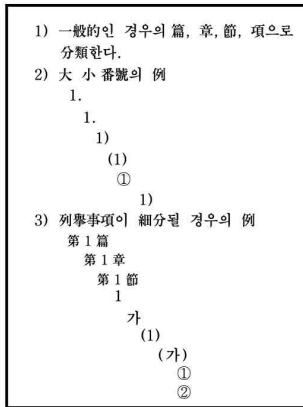 1) 一般的인 경우의 篇, 章, 節, 項으로
分類한다.
2) 大 小 番號의 例
1.
1.
1)
(1)
①
1)
3) 列擧事項이 細分될 경우의 例
第 1 篇
第 1 章
第 1 節
1
가
(1)
(가)
①
②